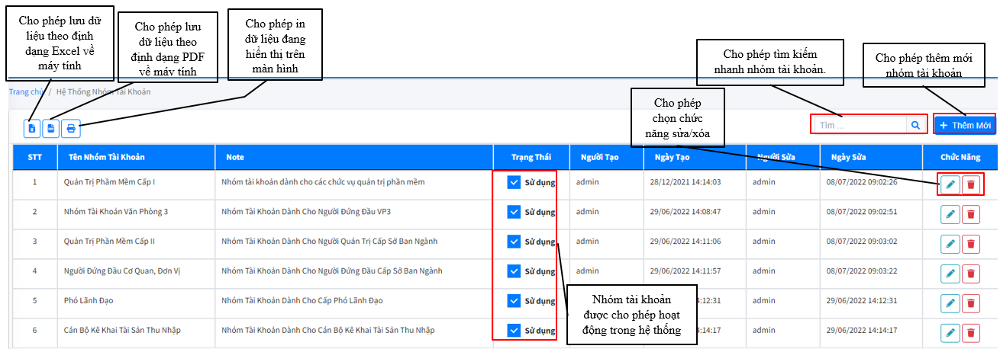 Cho phép lưu dữ
liệu theo định
dạng Excel về
máy tính
Cho phép lưu
dữ liệu theo
định dạng PDF
về máy tính
Cho phép in
dữ liệu đang
hiển thị trên
màn hình
Cho phép tìm kiếm
nhanh nhóm tài khoản.
Cho phép thêm mới
nhóm tài khoản
Trang chủ / Hệ Thống Nhóm Tài Khoản
Cho phép
chọn chức
năng sửa/xóa
Tìm ...
+ Thêm Mới
STT Tên Nhóm Tài Khoản Note Trạng Thái Người Tạo Ngày Tạo Người Sửa Ngày Sửa Chức Năng
1 Quản Trị Phầm Mềm Cấp I Nhóm tài khoản dành cho các chức vụ quản trị phần mềm Sử dụng admin 28/12/2021 14:14:03 admin 08/07/2022 09:02:26
2 Nhóm Tài Khoản Văn Phòng 3 Nhóm Tài Khoản Dành Cho Người Đứng Đầu VP3 Sử dụng admin 29/06/2022 14:08:47 admin 08/07/2022 09:02:51
3 Quản Trị Phần Mềm Cấp II Nhóm Tài Khoản Dành Cho Người Quản Trị Cấp Sở Ban Ngành Sử dụng admin 29/06/2022 14:11:06 admin 08/07/2022 09:03:02
4 Người Đứng Đầu Cơ Quan, Đơn Vị Nhóm Tài Khoản Dành Cho Người Đứng Đầu Cấp Sở Ban Ngành Sử dụng admin 29/06/2022 14:11:57 admin 08/07/2022 09:03:22
5 Phó Lãnh Đạo Nhóm Tài Khoản Dành Cho Cấp Phó Lãnh Đạo Sử dụng 4:12:31 admin 29/06/2022 14:12:31
6 Cán Bộ Kê Khai Tài Sản Thu Nhập Nhóm Tài Khoản Dành Cho Cán Bộ Kê Khai Tài Sản Thu Nhập Sử dụng 4:14:17 admin 29/06/2022 14:14:17
Nhóm tài khoản
được cho phép hoạt
động trong hệ thống